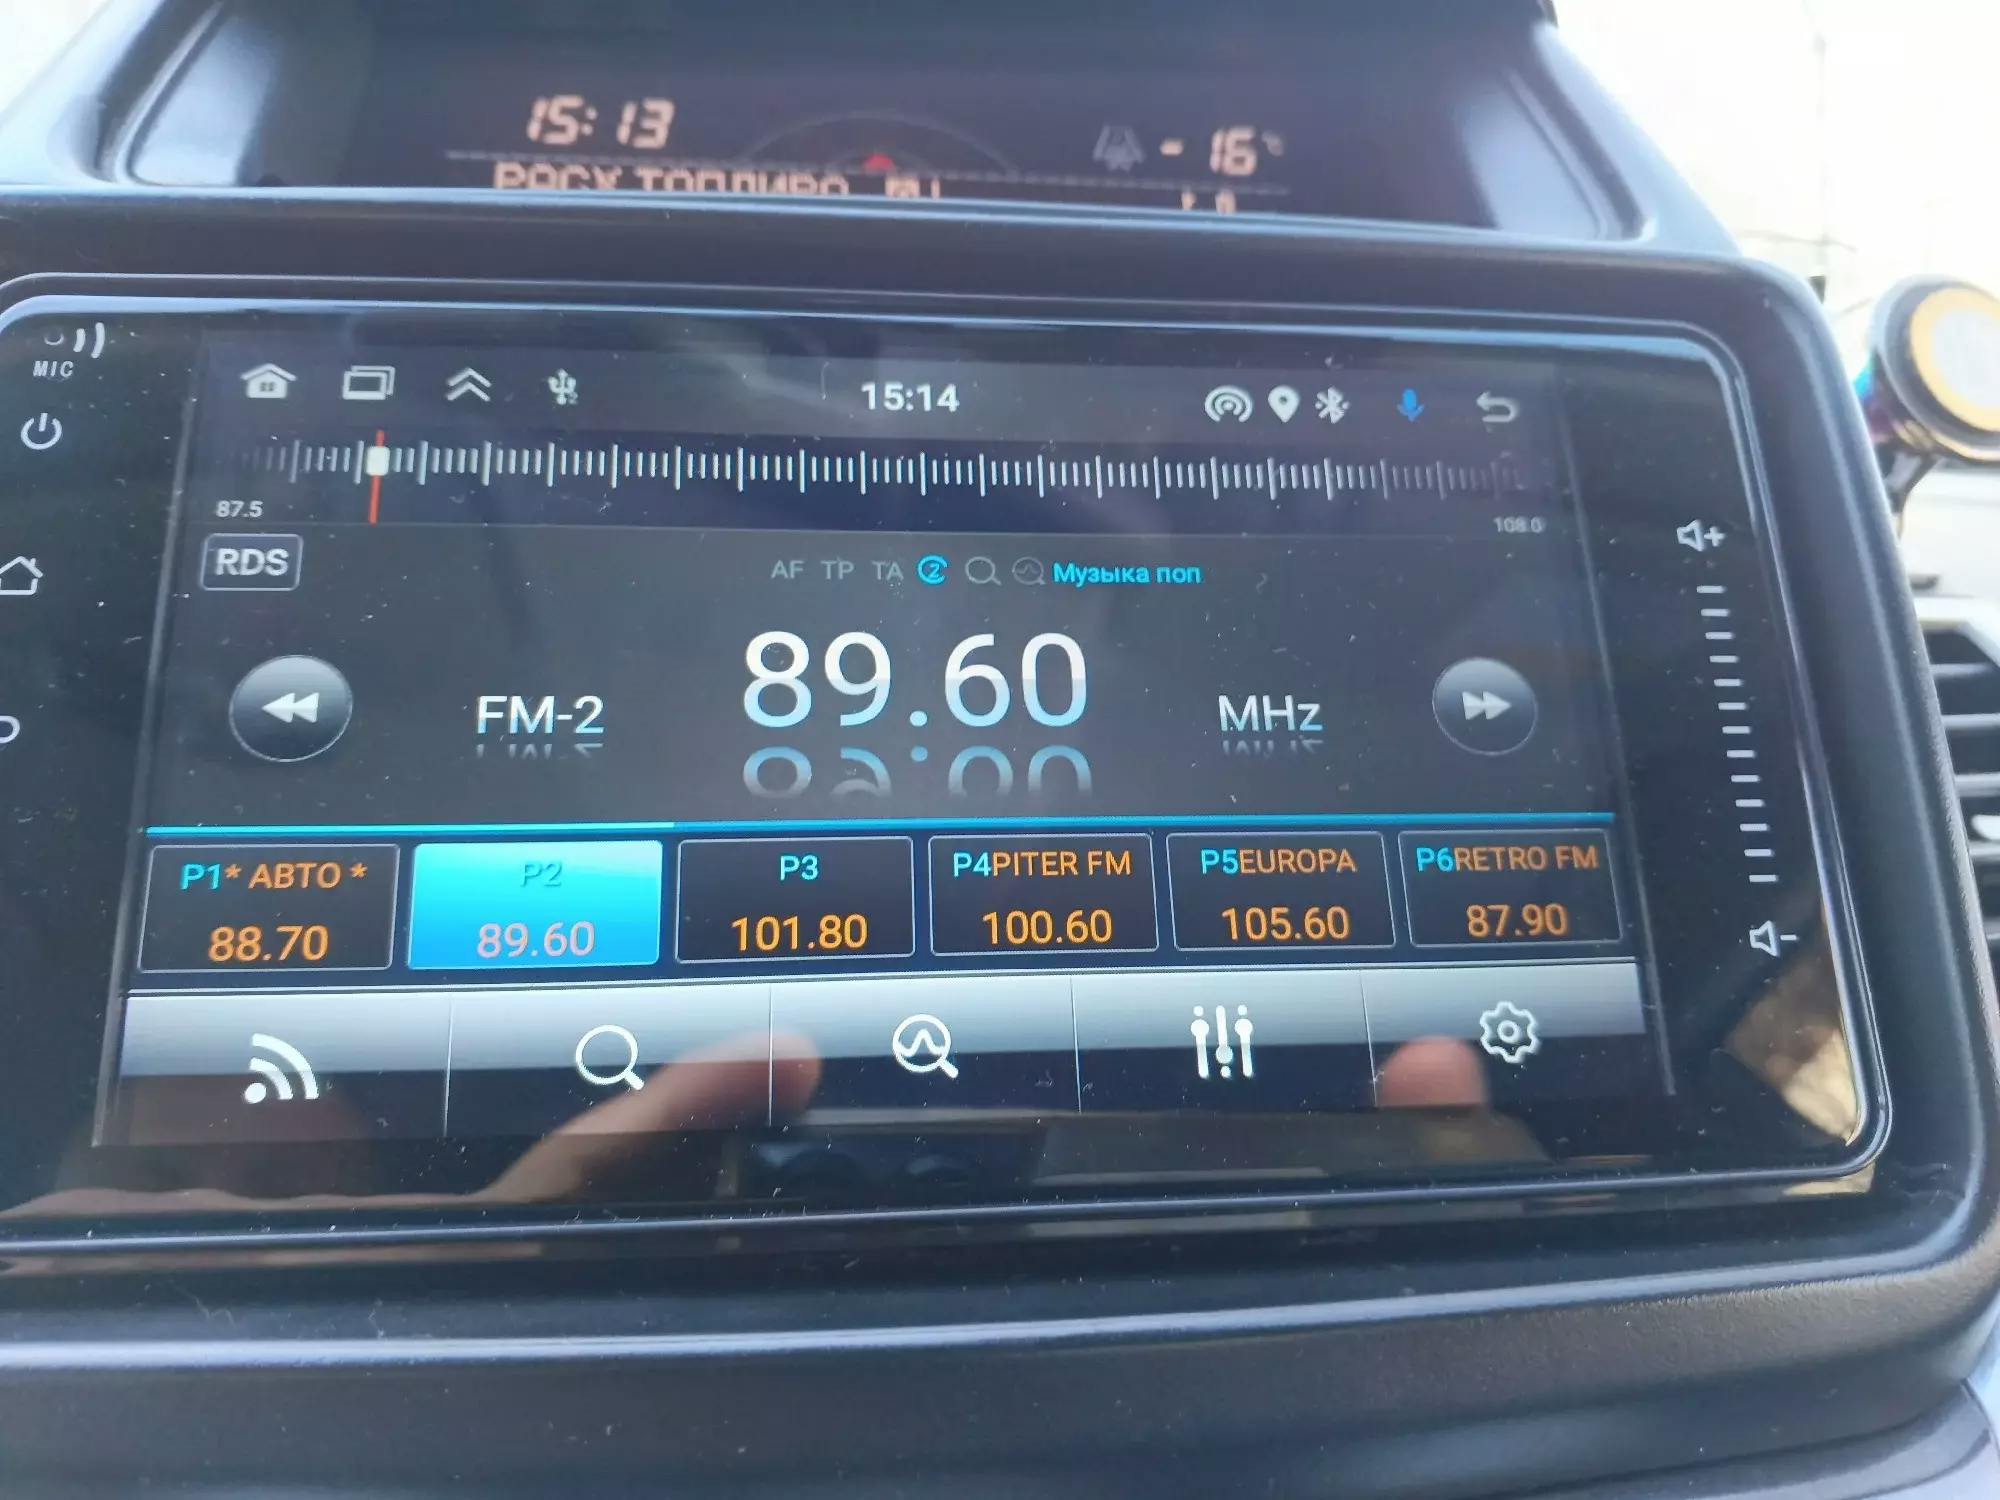 15:13
- 16°C
РАСХ ТОПЛИВА
MIC
15:14
87.5
108.0
RDS
AF TP TA 2 Музыка поп
FM-2 89.60 MHz
P1* АВТО *
88.70
P2
89.60
P3
101.80
P4PITER FM
100.60
P5EUROPA
105.60
P6RETRO FM
87.90